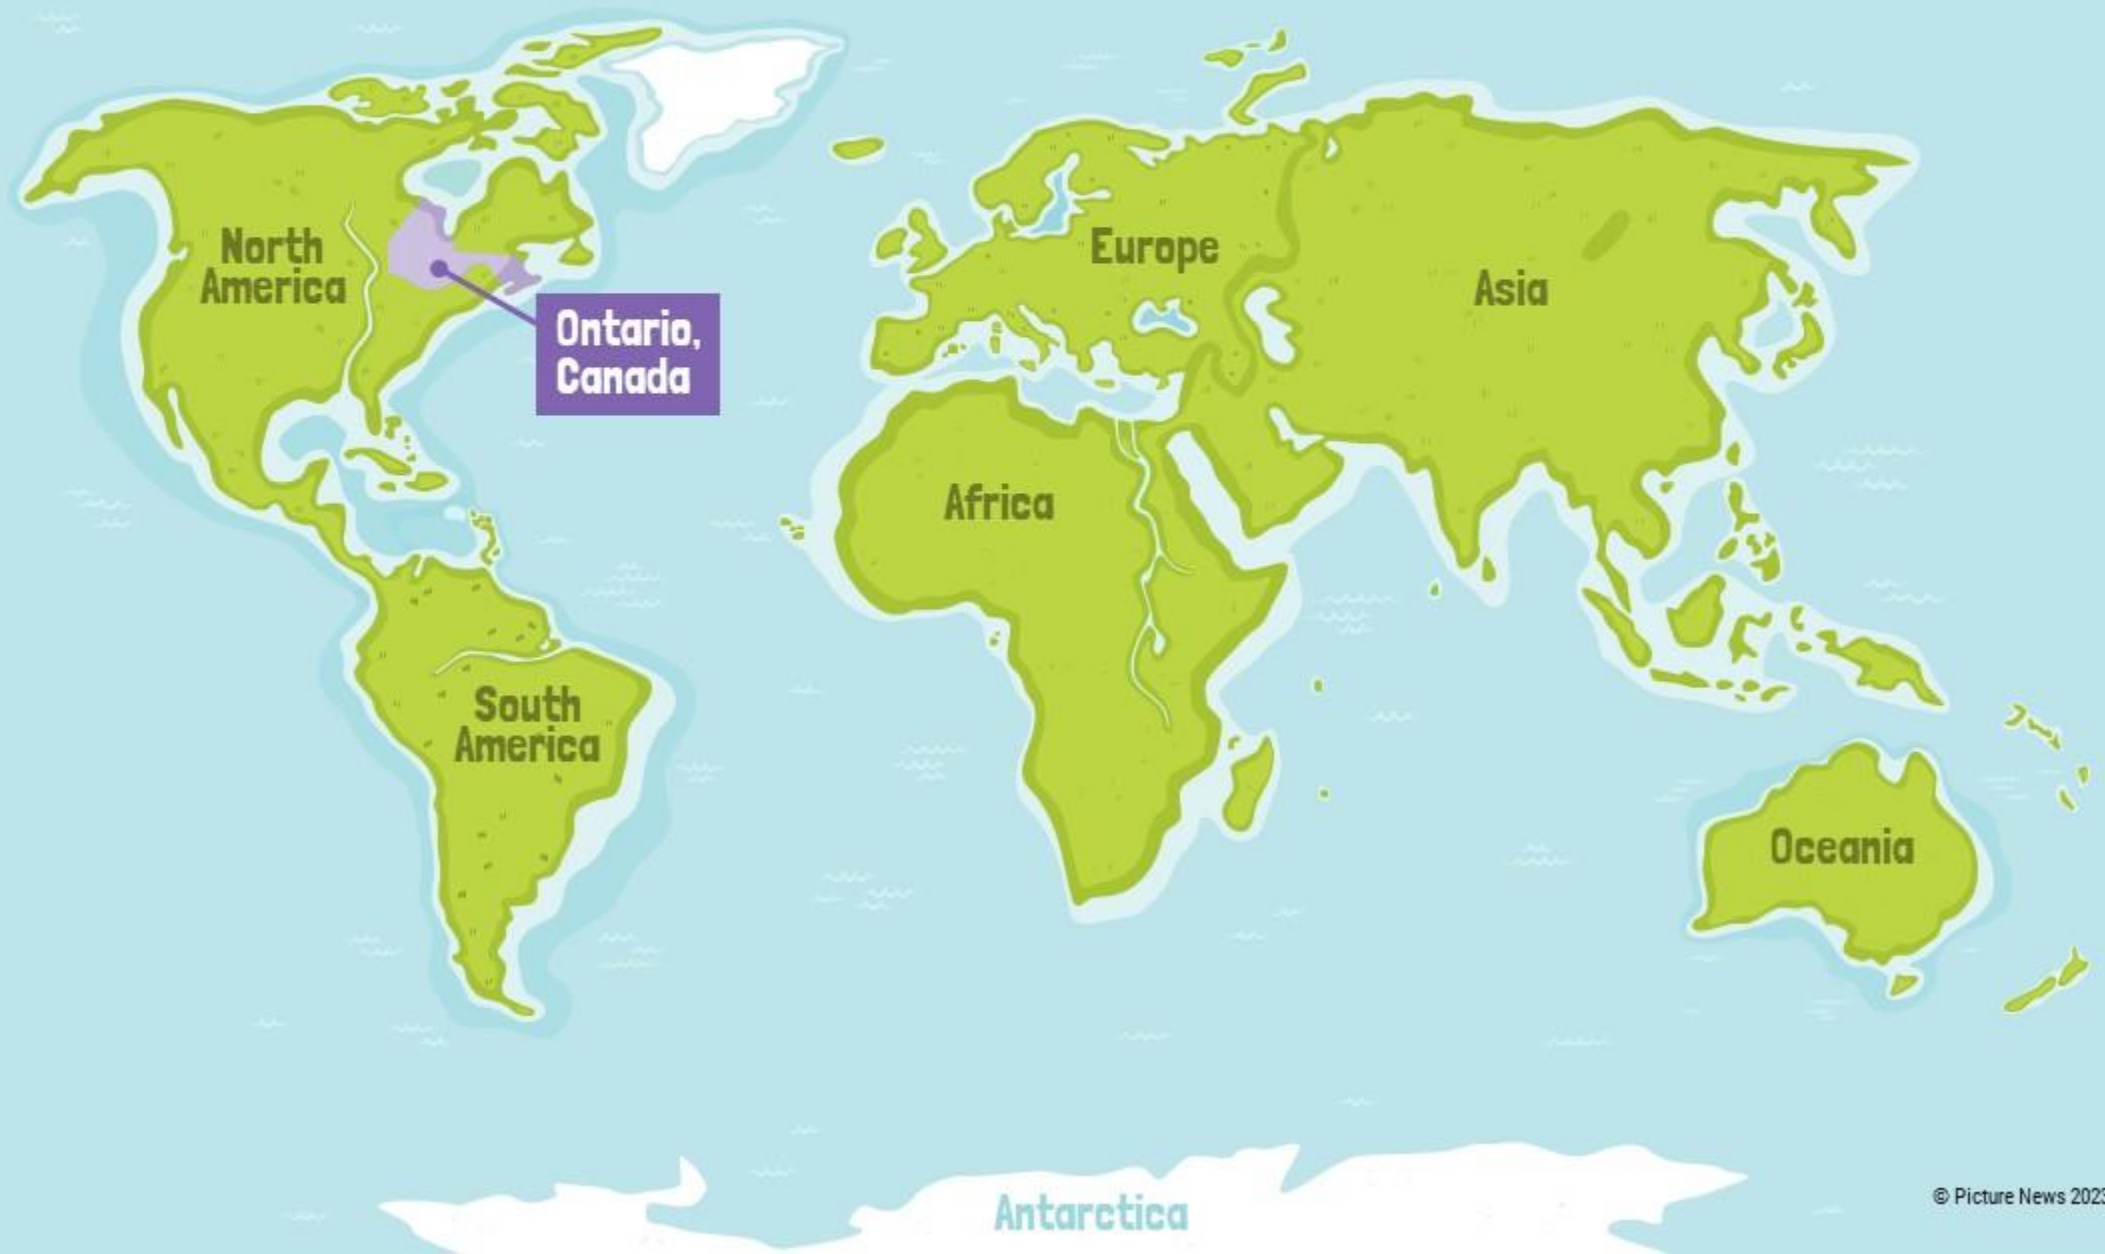 North
America
Ontario,
Canada
Europe
Asia
Africa
South
America
Oceania
Antarctica
© Picture News 2023